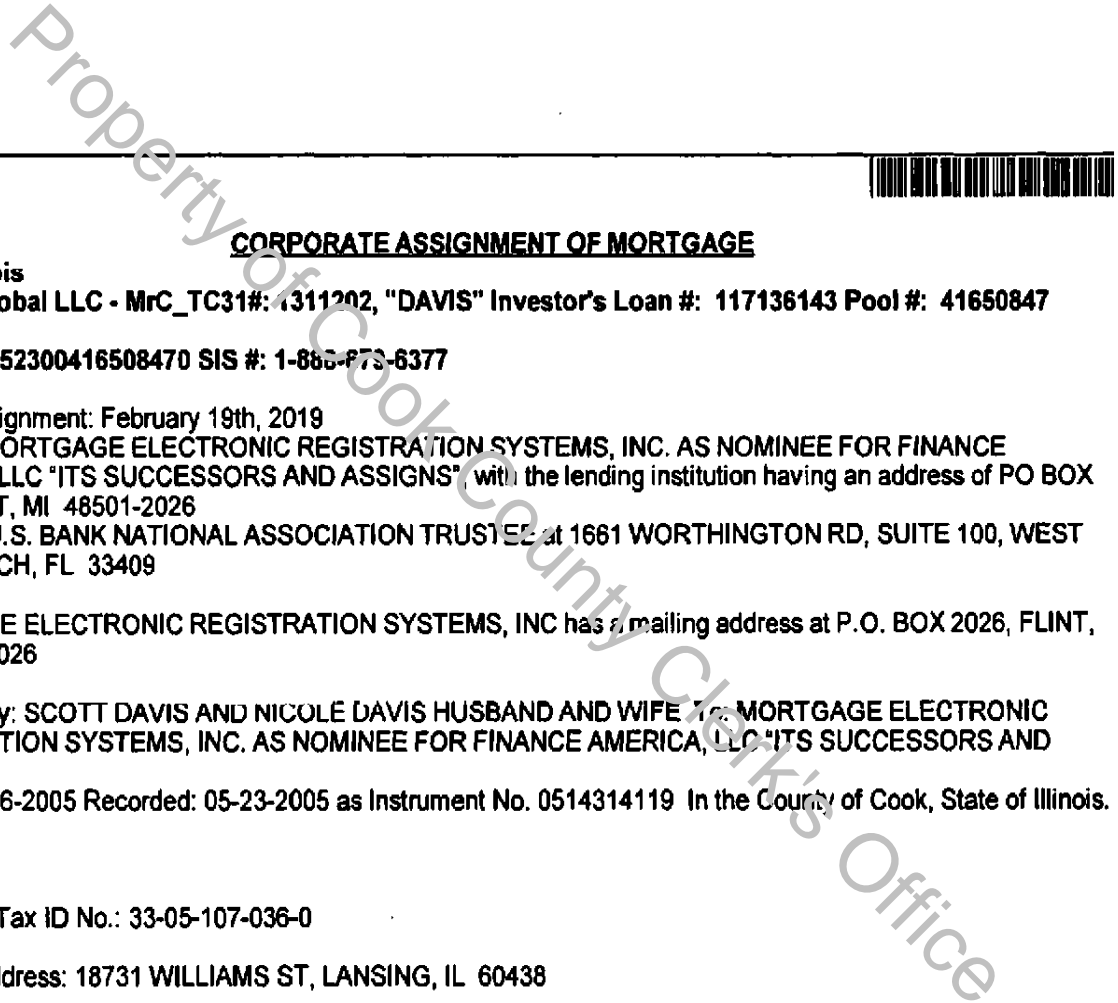 Property of Cook County Clerk's Office
CORPORATE ASSIGNMENT OF MORTGAGE
is
obal LLC - MrC_TC31#: 1311202, "DAVIS" Investor's Loan #: 117136143 Pool #: 41650847
52300416508470 SIS #: 1-888-679-6377
ignment: February 19th, 2019
ORTGAGE ELECTRONIC REGISTRATION SYSTEMS, INC. AS NOMINEE FOR FINANCE
LLC "ITS SUCCESSORS AND ASSIGNS", with the lending institution having an address of PO BOX
T, MI 48501-2026
.S. BANK NATIONAL ASSOCIATION TRUSTEE at 1661 WORTHINGTON RD, SUITE 100, WEST
CH, FL 33409
E ELECTRONIC REGISTRATION SYSTEMS, INC has a mailing address at P.O. BOX 2026, FLINT,
026
y: SCOTT DAVIS AND NICOLE DAVIS HUSBAND AND WIFE To: MORTGAGE ELECTRONIC
TION SYSTEMS, INC. AS NOMINEE FOR FINANCE AMERICA, LLC "ITS SUCCESSORS AND
6-2005 Recorded: 05-23-2005 as Instrument No. 0514314119 In the County of Cook, State of Illinois.
Tax ID No.: 33-05-107-036-0
ddress: 18731 WILLIAMS ST, LANSING, IL 60438